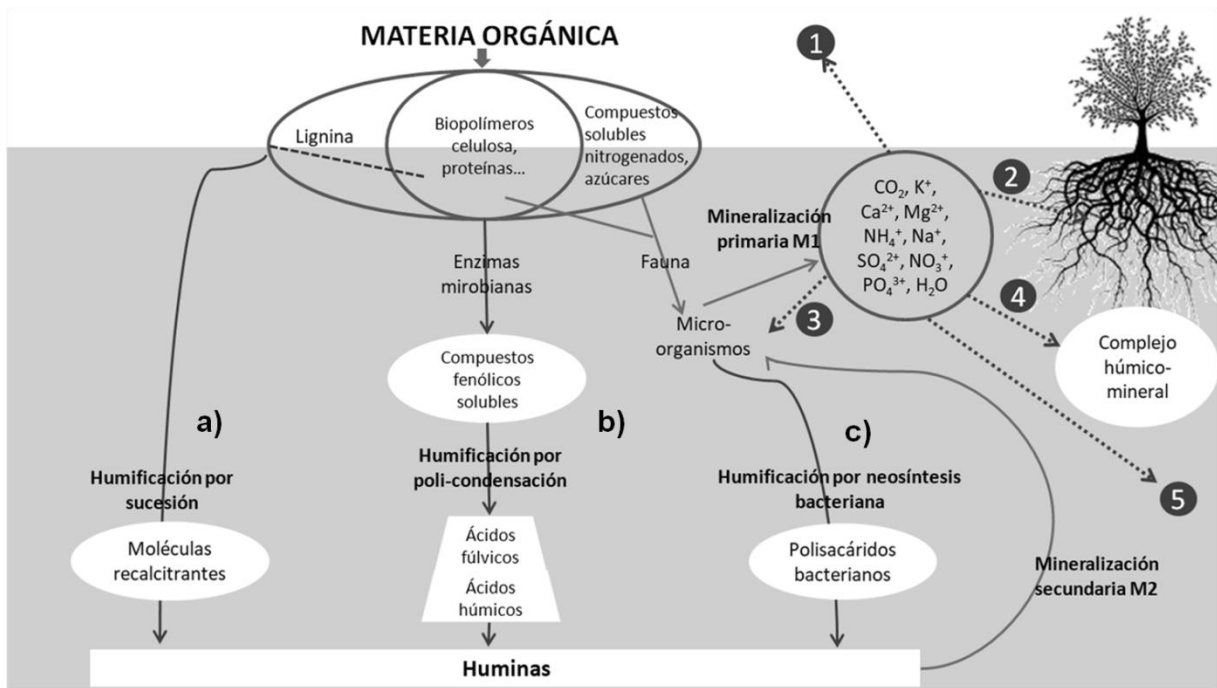 MATERIA ORGÁNICA
Lignina
Biopolímeros
celulosa,
proteínas...
Compuestos
solubles
nitrogenados,
azúcares
1
2
Mineralización
primaria M1
CO₂, K⁺,
Ca²⁺, Mg²⁺,
NH₄⁺, Na⁺,
SO₄²⁺, NO₃⁺,
PO₄³⁺, H₂O
Enzimas
mirobianas
Fauna
3
4
Micro-
organismos
Compuestos
fenólicos
solubles
Complejo
húmico-
mineral
a)
b)
c)
Humificación por
sucesión
Humificación por
poli-condensación
Humificación por neosíntesis
bacteriana
5
Moléculas
recalcitrantes
Ácidos
fúlvicos
Ácidos
húmicos
Polisacáridos
bacterianos
Mineralización
secundaria M2
Huminas